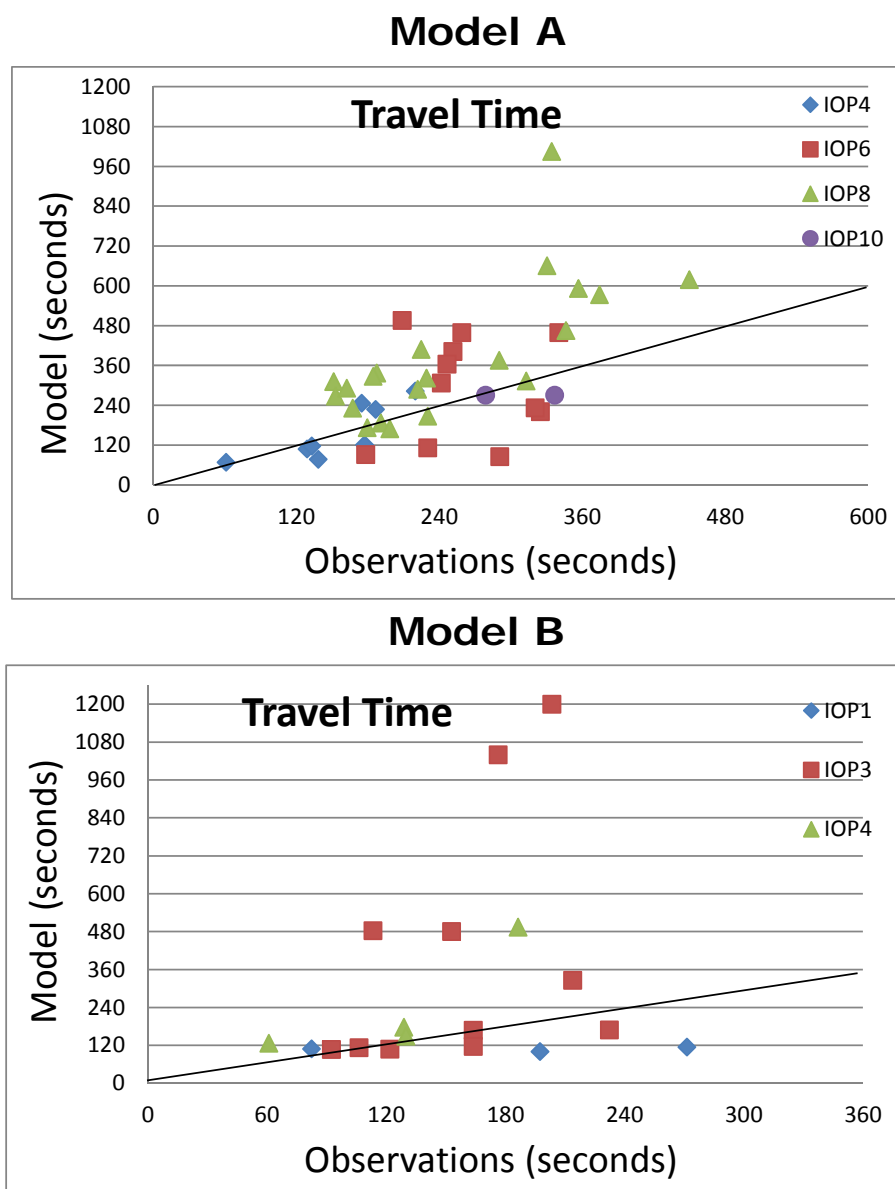 Model A
Travel Time
1200
1080
960
840
720
600
480
360
240
120
0
Model (seconds)
0 120 240 360 480 600
Observations (seconds)
IOP4
IOP6
IOP8
IOP10
Model B
Travel Time
1200
1080
960
840
720
600
480
360
240
120
0
Model (seconds)
0 60 120 180 240 300 360
Observations (seconds)
IOP1
IOP3
IOP4